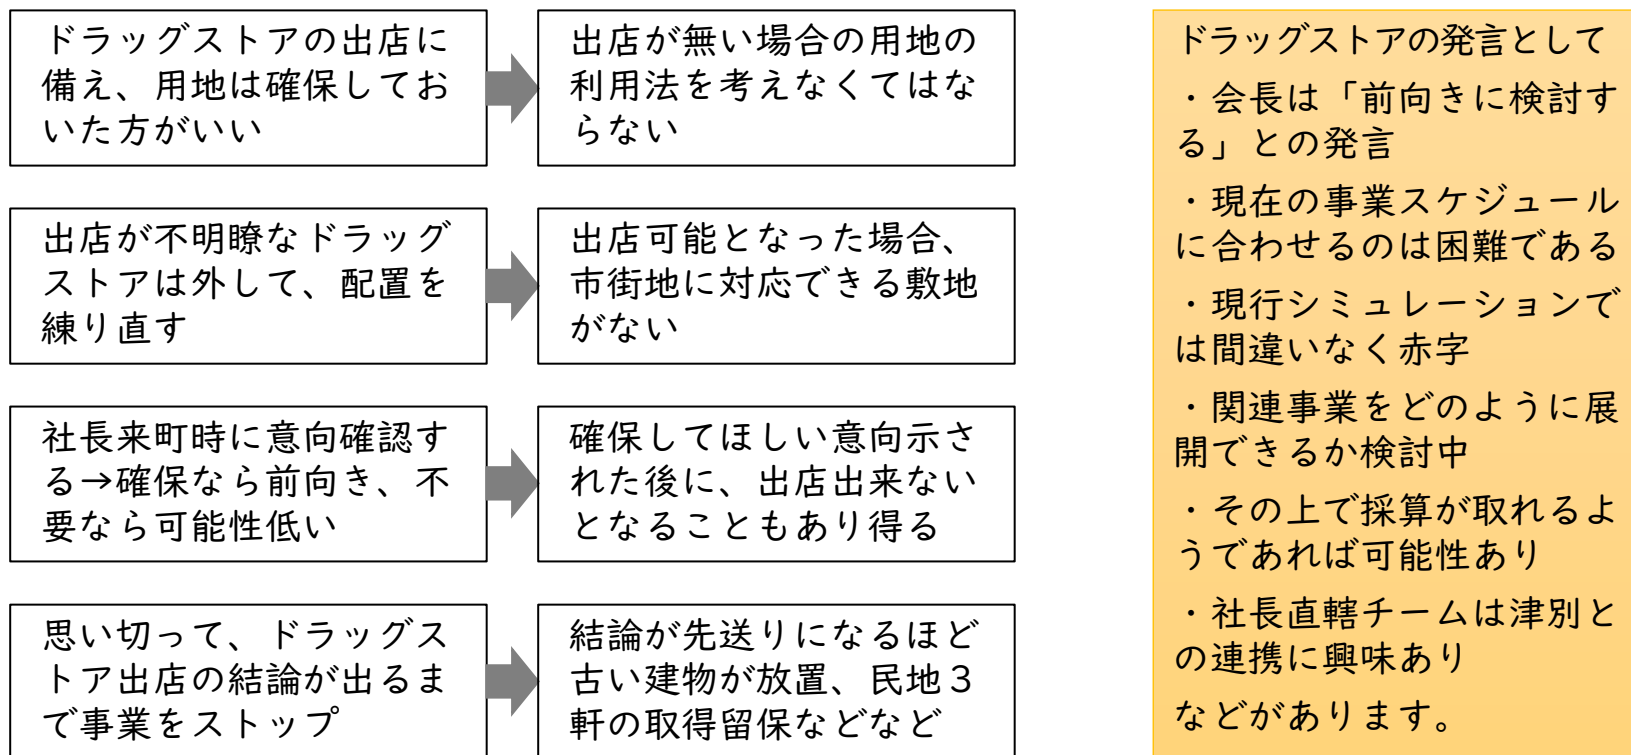 ドラッグストアの出店に
備え、用地は確保してお
いた方がいい
出店が無い場合の用地の
利用法を考えなくてはな
らない
出店が不明瞭なドラッグ
ストアは外して、配置を
練り直す
出店可能となった場合、
市街地に対応できる敷地
がない
社長来町時に意向確認す
る→確保なら前向き、不
要なら可能性低い
確保してほしい意向示さ
れた後に、出店出来ない
となることもあり得る
思い切って、ドラッグス
トア出店の結論が出るま
で事業をストップ
結論が先送りになるほど
古い建物が放置、民地３
軒の取得留保などなど
ドラッグストアの発言として
・会長は「前向きに検討す
る」との発言
・現在の事業スケジュール
に合わせるのは困難である
・現行シミュレーションで
は間違いなく赤字
・関連事業をどのように展
開できるか検討中
・その上で採算が取れるよ
うであれば可能性あり
・社長直轄チームは津別と
の連携に興味あり
などがあります。